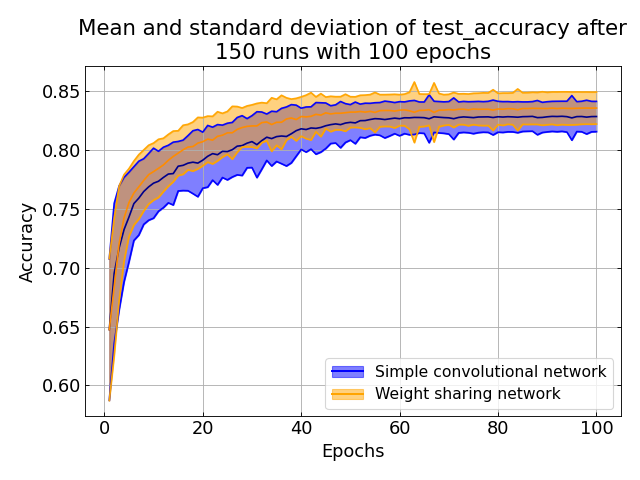 Mean and standard deviation of test_accuracy after
150 runs with 100 epochs
0.85
0.80
0.75
0.70
0.65
0.60
Accuracy
Simple convolutional network
Weight sharing network
0 20 40 60 80 100
Epochs